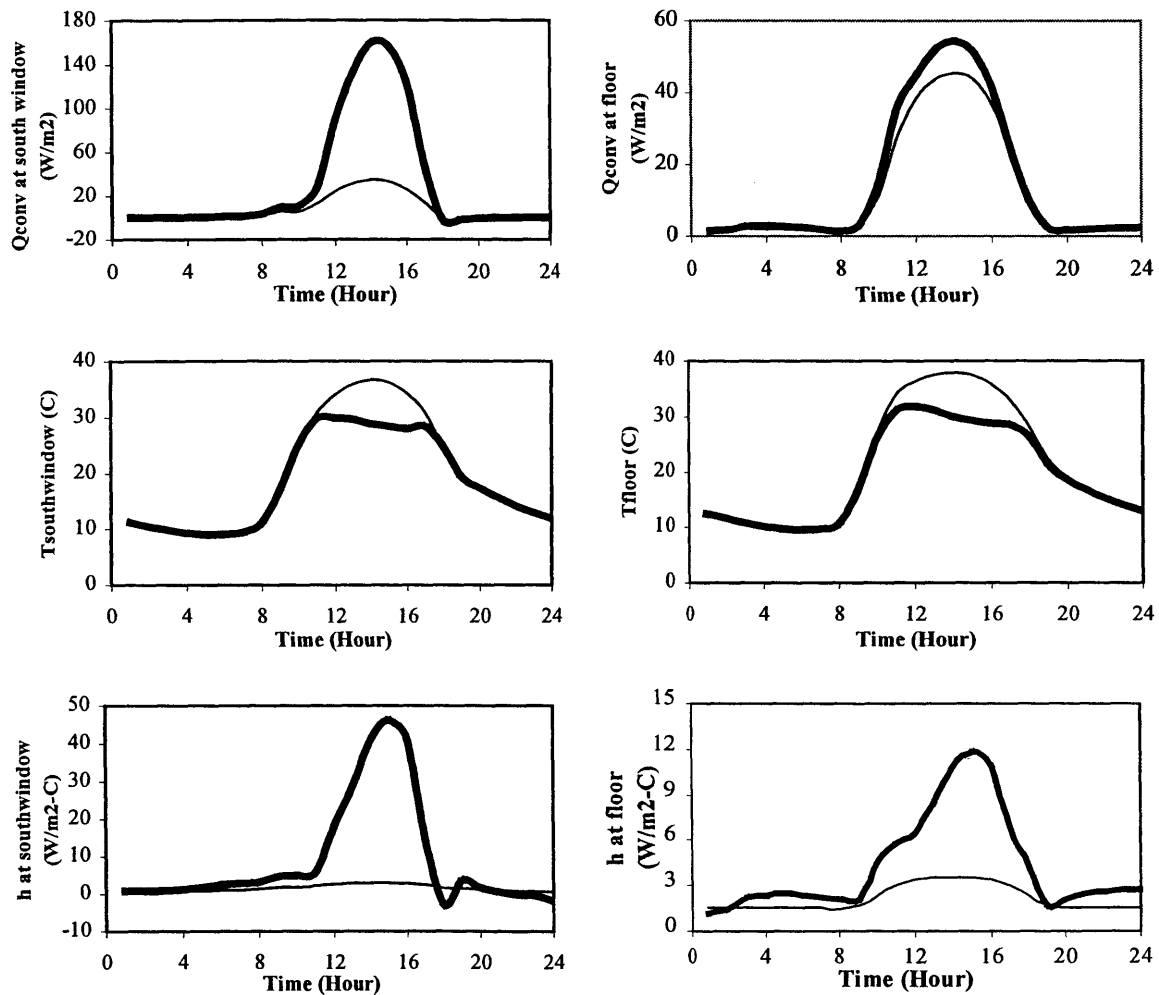 Qconv at south window
(W/m2)
180
140
100
60
20
-20
0 4 8 12 16 20 24
Time (Hour)
Qconv at floor
(W/m2)
60
40
20
0
0 4 8 12 16 20 24
Time (Hour)
Tsouthwindow (C)
40
30
20
10
0
0 4 8 12 16 20 24
Time (Hour)
Tfloor (C)
40
30
20
10
0
0 4 8 12 16 20 24
Time (Hour)
h at southwindow
(W/m2-C)
50
40
30
20
10
0
-10
0 4 8 12 16 20 24
Time (Hour)
h at floor
(W/m2-C)
15
12
9
6
3
0
0 4 8 12 16 20 24
Time (Hour)